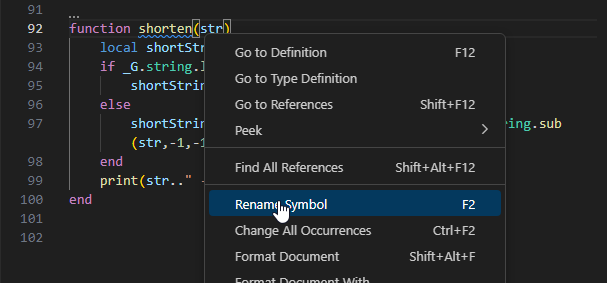 91
...
92 function shorten(str)
93 local shortStr
94 if _G.string.l
95 shortStrin
96 else
97 shortStrin ring.sub
(str,-1,-1
98 end
99 print(str.." -
100 end
101
102
Go to Definition F12
Go to Type Definition
Go to References Shift+F12
Peek
Find All References Shift+Alt+F12
Rename Symbol F2
Change All Occurrences Ctrl+F2
Format Document Shift+Alt+F
Format Document With